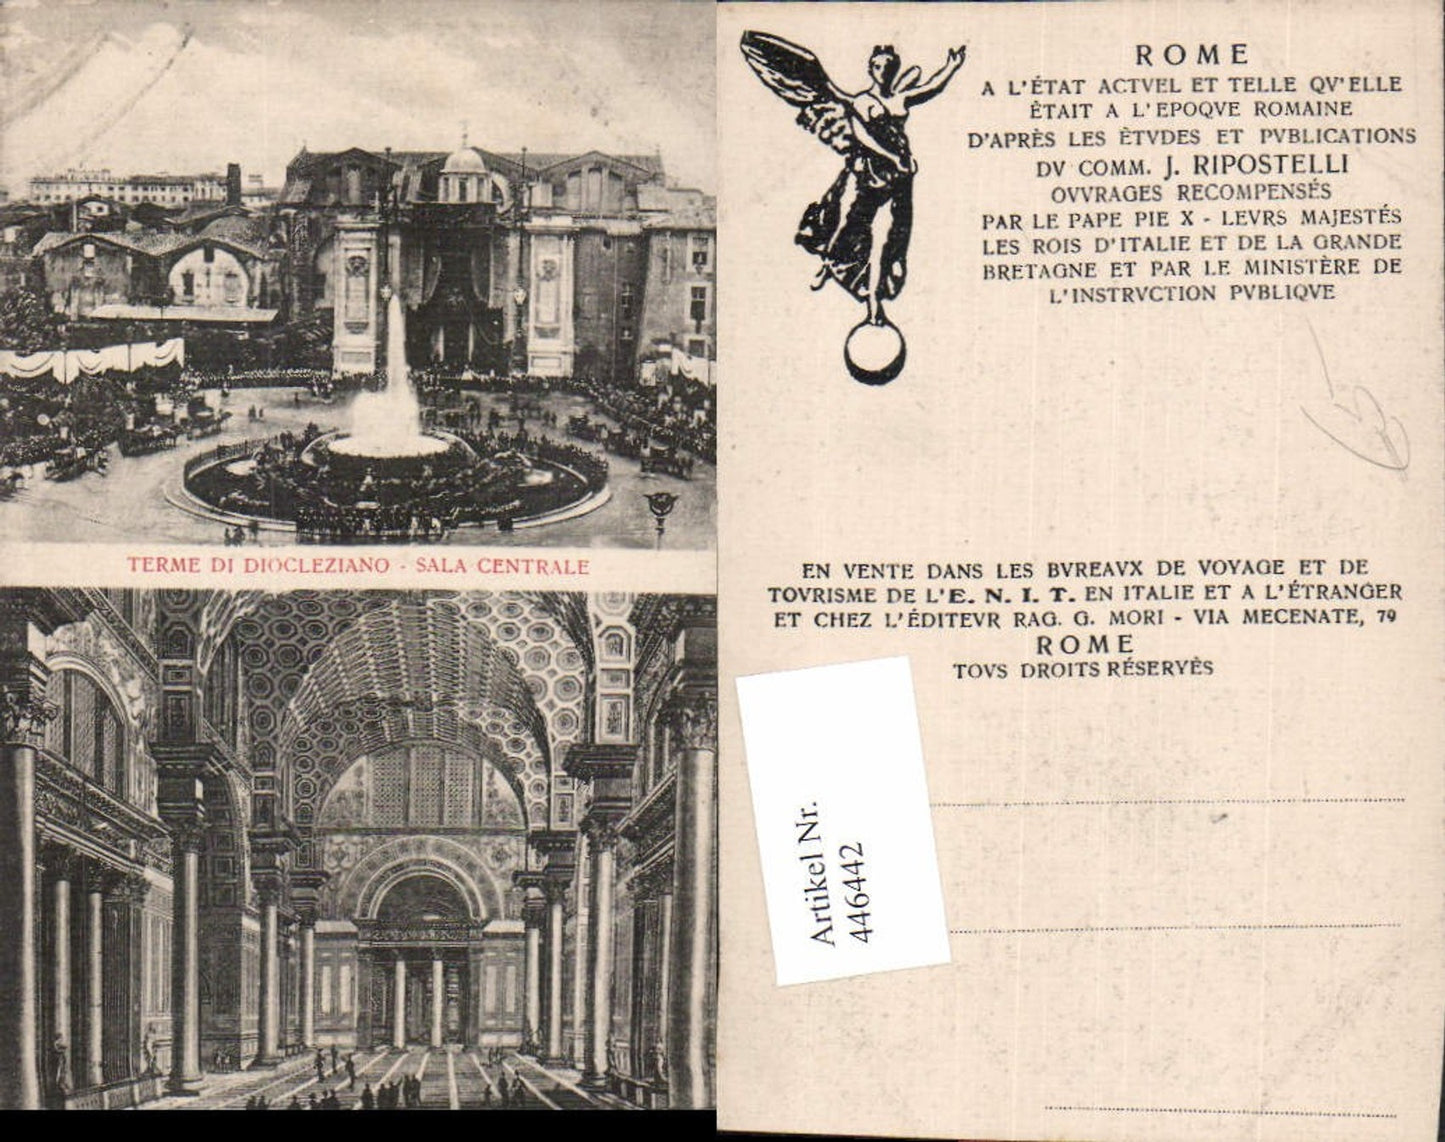 TERME DI DIOCLEZIANO - SALA CENTRALE
ROME
A L'ÉTAT ACTVEL ET TELLE QV'ELLE
ÊTAIT A L'EPOQVE ROMAINE
D'APRÈS LES ÈTVDES ET PVBLICATIONS
DV COMM. J. RIPOSTELLI
OVVRAGES RECOMPENSÉS
PAR LE PAPE PIE X - LEVRS MAJESTÉS
LES ROIS D'ITALIE ET DE LA GRANDE
BRETAGNE ET PAR LE MINISTÈRE DE
L'INSTRVCTION PVBLIQVE
EN VENTE DANS LES BVREAVX DE VOYAGE ET DE
TOVRISME DE L'E. N. I. T. EN ITALIE ET A L'ÉTRANGER
ET CHEZ L'ÉDITEVR RAG. G. MORI - VIA MECENATE, 79
ROME
TOVS DROITS RÉSERYÈS
Artikel Nr.
446442